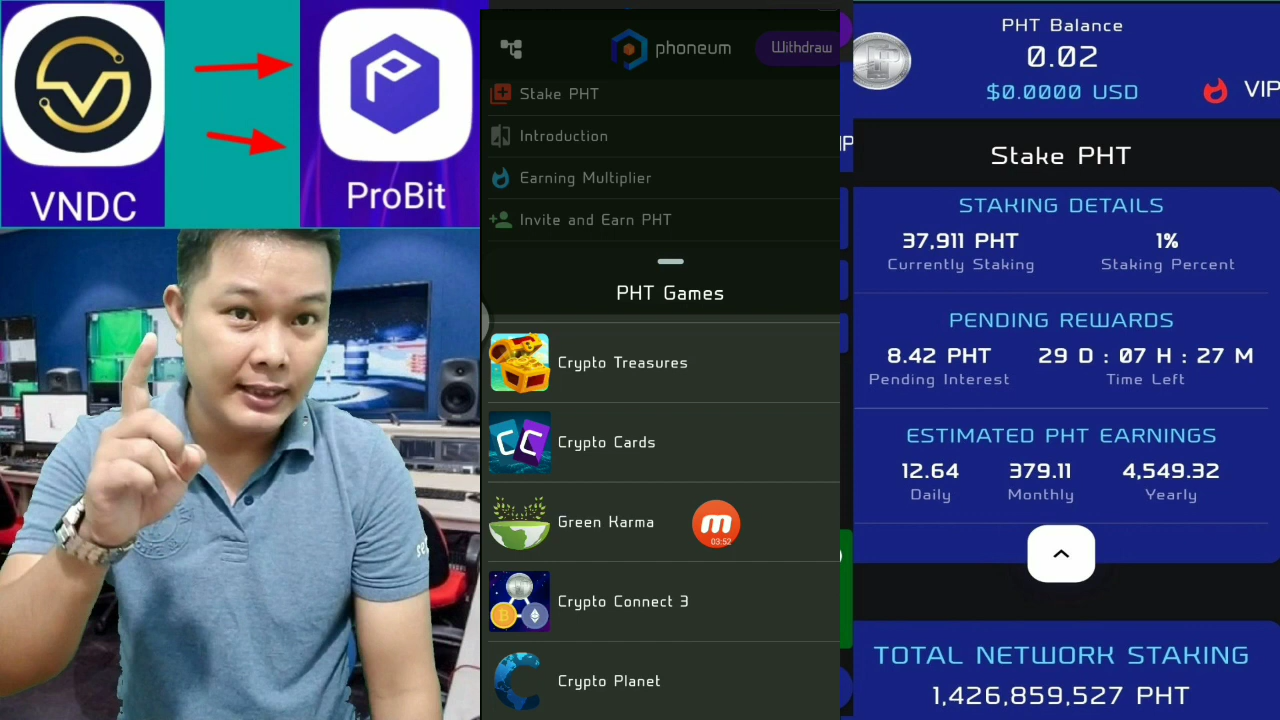 VNDC
ProBit
phoneum
Withdraw
Stake PHT
Introduction
Earning Multiplier
Invite and Earn PHT
PHT Games
Crypto Treasures
Crypto Cards
Green Karma
03:52
Crypto Connect 3
Crypto Planet
PHT Balance
0.02
$0.0000 USD
VIP
Stake PHT
STAKING DETAILS
37,911 PHT 1%
Currently Staking Staking Percent
PENDING REWARDS
8.42 PHT 29 D : 07 H : 27 M
Pending Interest Time Left
ESTIMATED PHT EARNINGS
12.64 379.11 4,549.32
Daily Monthly Yearly
TOTAL NETWORK STAKING
1,426,859,527 PHT